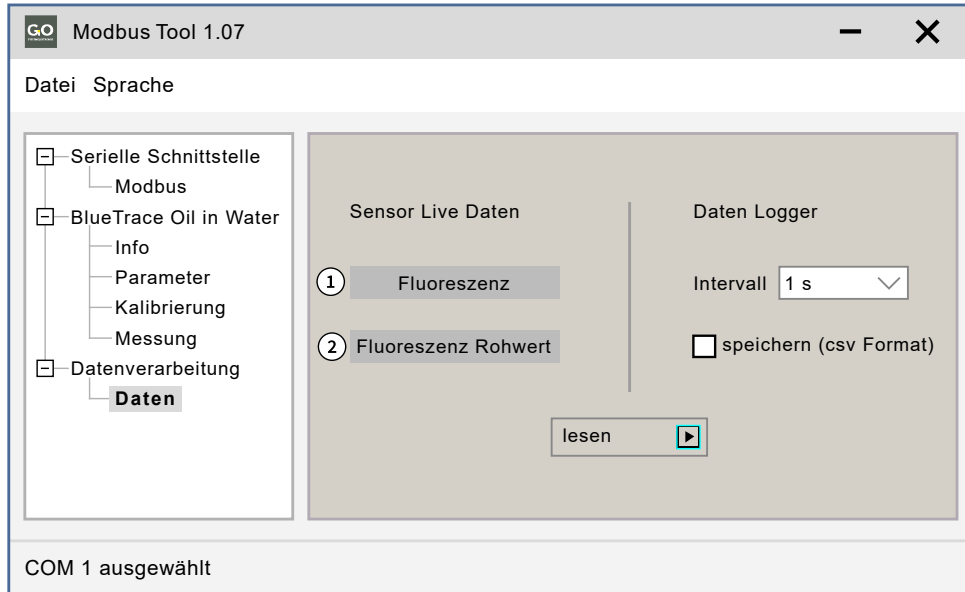 GO Modbus Tool 1.07
Datei Sprache
Serielle Schnittstelle
Modbus
BlueTrace Oil in Water
Info
Parameter
Kalibrierung
Messung
Datenverarbeitung
Daten
Sensor Live Daten
1 Fluoreszenz
2 Fluoreszenz Rohwert
Daten Logger
Intervall 1 s
speichern (csv Format)
lesen
COM 1 ausgewählt